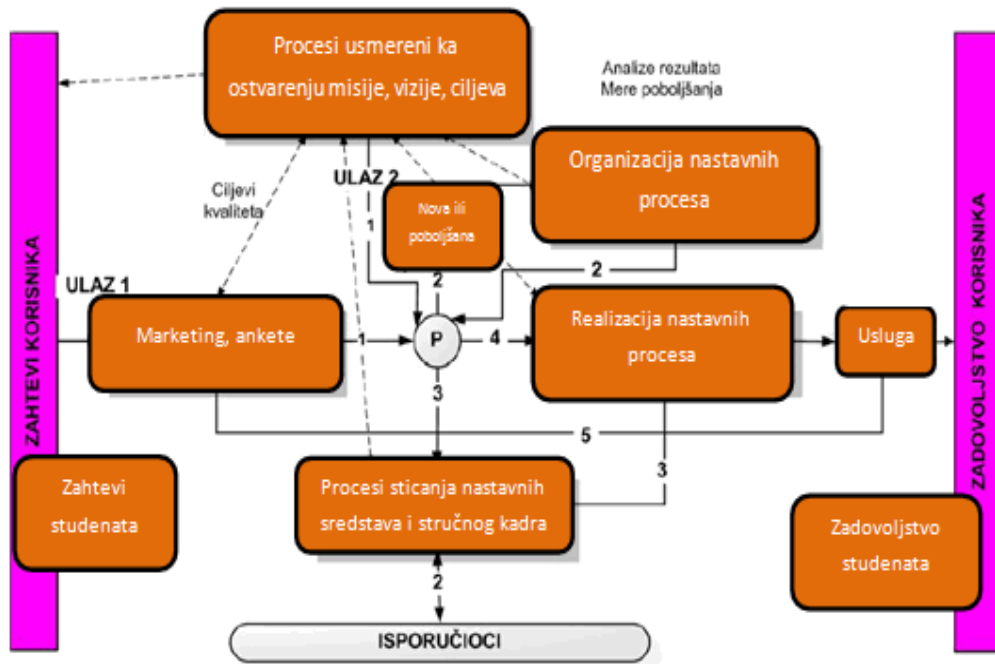 Procesi usmereni ka
ostvarenju misije, vizije, ciljeva
Analize rezultata
Mere poboljšanja
Organizacija nastavnih
procesa
ULAZ 2
Ciljevi
kvaliteta
Nova ili
poboljšana
1
2
2
ULAZ 1
Marketing, ankete
1
P
4
Realizacija nastavnih
procesa
Usluga
3
5
3
ZAHTEVI KORISNIKA
ZADOVOLJSTVO KORISNIKA
Zahtevi
studenata
Procesi sticanja nastavnih
sredstava i stručnog kadra
Zadovoljstvo
studenata
2
ISPORUČIOCI